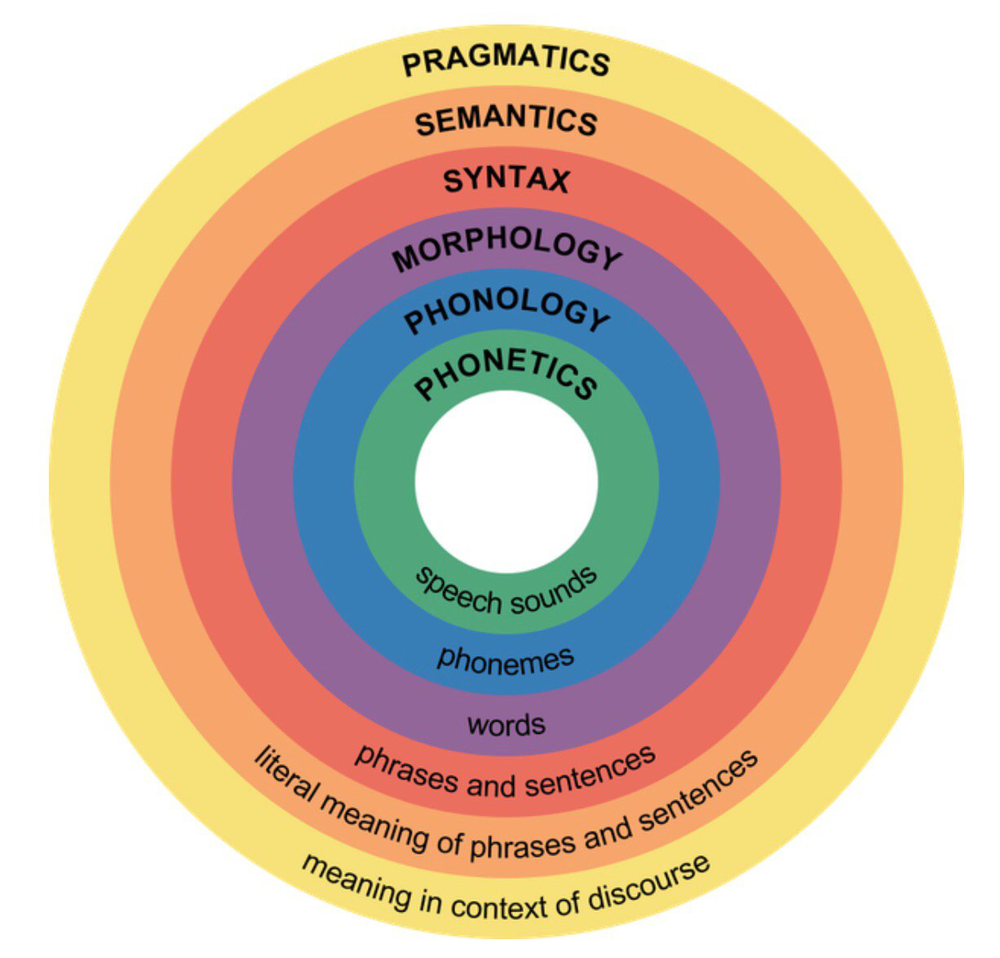 PRAGMATICS
SEMANTICS
SYNTAX
MORPHOLOGY
PHONOLOGY
PHONETICS
speech sounds
phonemes
words
phrases and sentences
literal meaning of phrases and sentences
meaning in context of discourse